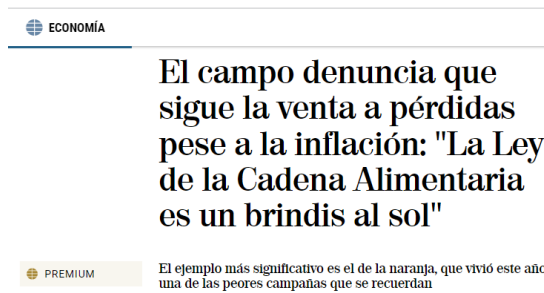 ECONOMÍA
El campo denuncia que
sigue la venta a pérdidas
pese a la inflación: "La Ley
de la Cadena Alimentaria
es un brindis al sol"
PREMIUM
El ejemplo más significativo es el de la naranja, que vivió este año
una de las peores campañas que se recuerdan